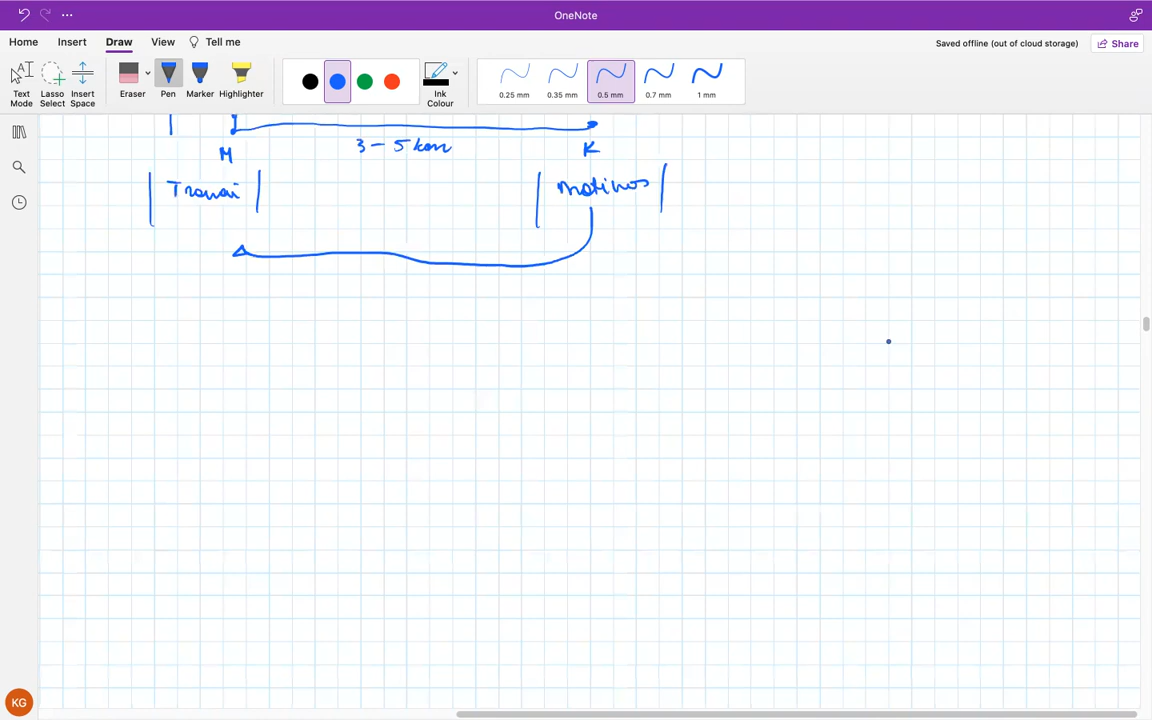 OneNote
Home Insert Draw View Tell me
Saved offline (out of cloud storage) Share
Text Mode
Lasso Select
Insert Space
Eraser
Pen
Marker
Highlighter
Ink Colour
0.25 mm
0.35 mm
0.5 mm
0.7 mm
1 mm
3 - 5 km
M K
KG